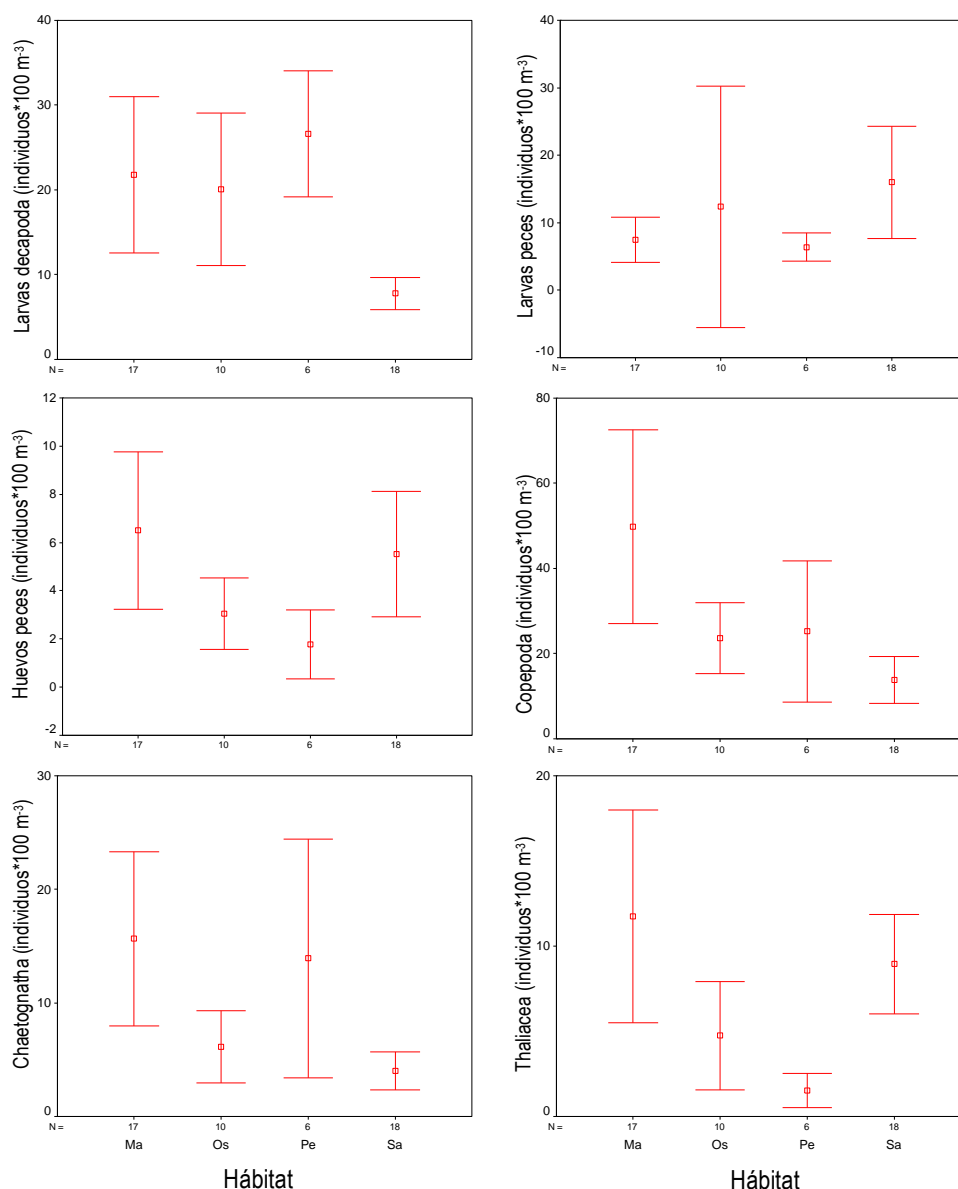 Larvas decapoda (individuos*100 m-3)
40
30
20
10
0
N =
17
10
6
18
Larvas peces (individuos*100 m-3)
40
30
20
10
0
-10
N =
17
10
6
18
Huevos peces (individuos*100 m-3)
12
10
8
6
4
2
0
-2
N =
17
10
6
18
Copepoda (individuos*100 m-3)
80
60
40
20
0
N =
17
10
6
18
Chaetognatha (individuos*100 m-3)
30
20
10
0
N =
17
10
6
18
Ma
Os
Pe
Sa
Hábitat
Thaliacea (individuos*100 m-3)
20
10
0
N =
17
10
6
18
Ma
Os
Pe
Sa
Hábitat